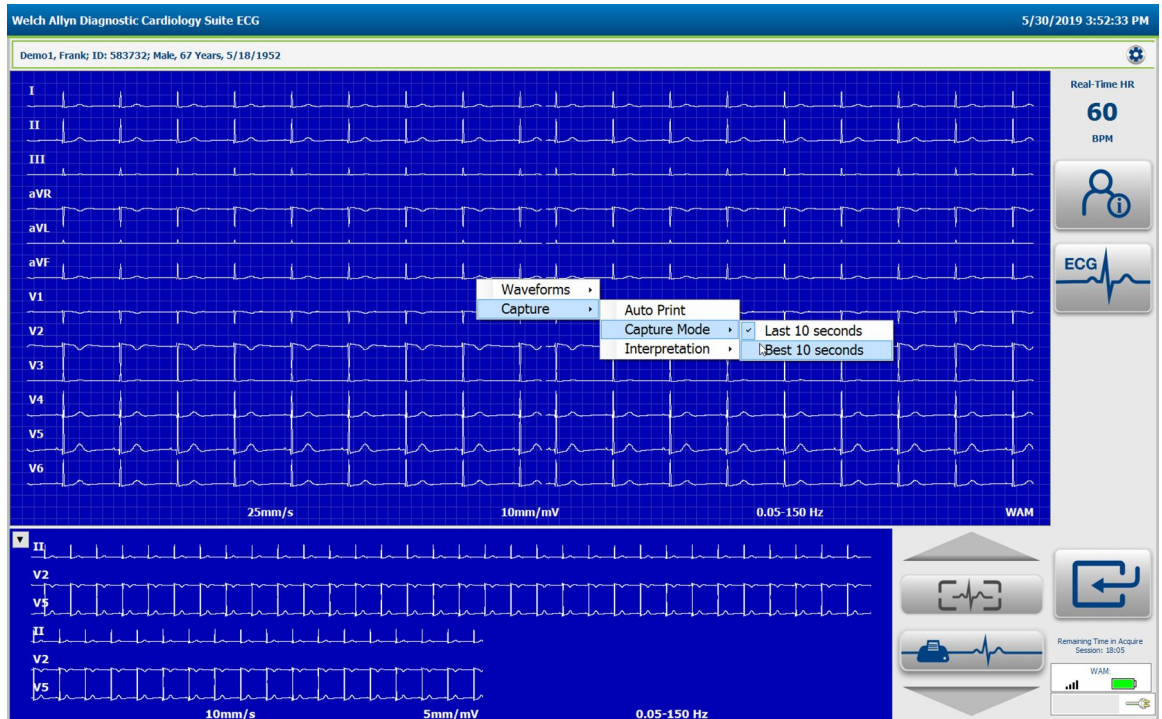 Welch Allyn Diagnostic Cardiology Suite ECG 5/30/2019 3:52:33 PM
Demo1, Frank; ID: 583732; Male, 67 Years, 5/18/1952
Real-Time HR
60
BPM
I
II
III
aVR
aVL
aVF
V1
V2
V3
V4
V5
V6
Waveforms
Capture
Auto Print
Capture Mode
Interpretation
Last 10 seconds
Best 10 seconds
ECG
25mm/s 10mm/mV 0.05-150 Hz WAM
II
V2
V5
II
V2
V5
10mm/s 5mm/mV 0.05-150 Hz
Remaining Time in Acquire
Session: 18:05
WAM: